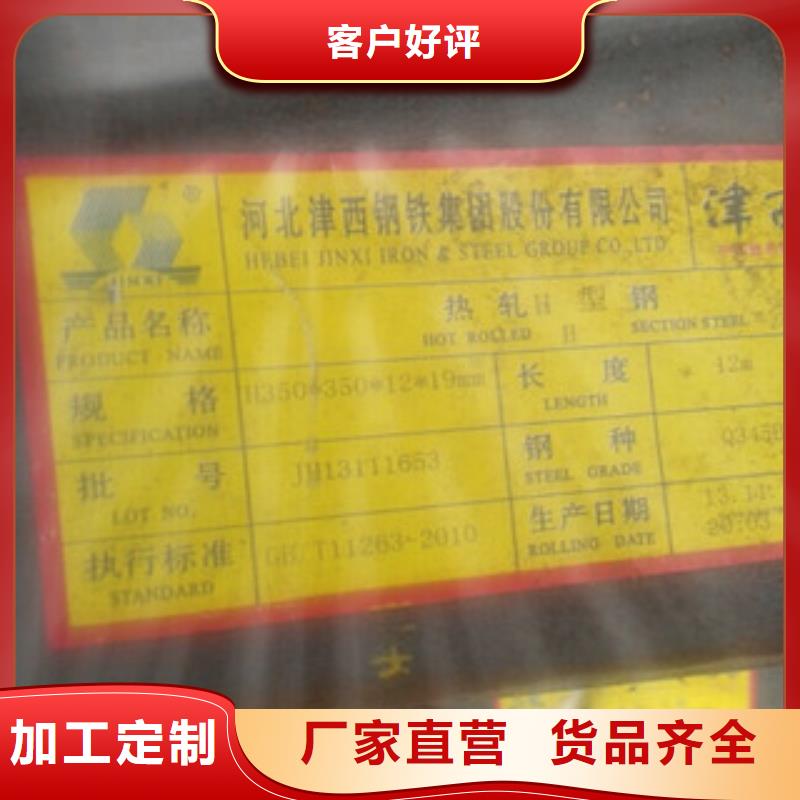 客户好评
JINXI
®
河北津西钢铁集团股份有限公司
HEBEI JINXI IRON & STEEL GROUP CO., LTD
津西
产品名称
PRODUCT NAME
热轧H型钢
HOT ROLLED H SECTION STEEL
规格
SPECIFICATION
H350*350*12*19mm
长度
LENGTH
12m
批号
LOT NO.
JH13111653
钢种
STEEL GRADE
Q345B
执行标准
STANDARD
GB/T11263-2010
生产日期
ROLLING DATE
加工定制
厂家直营 货品齐全